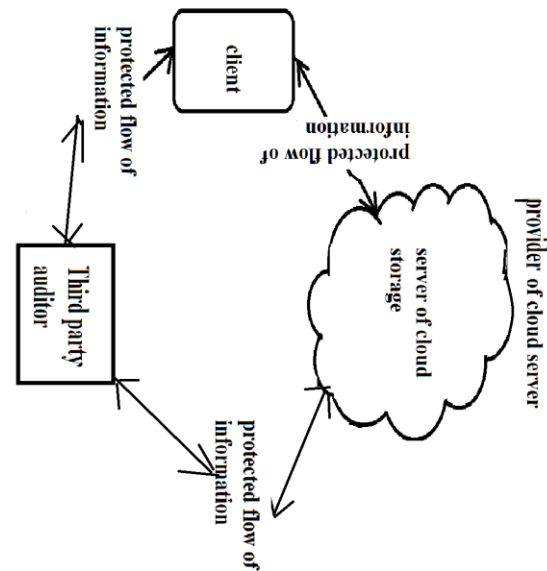 provider of cloud server
server of cloud
storage
client
protected flow of
information
protected flow of
information
Third party
auditor
protected flow of
information